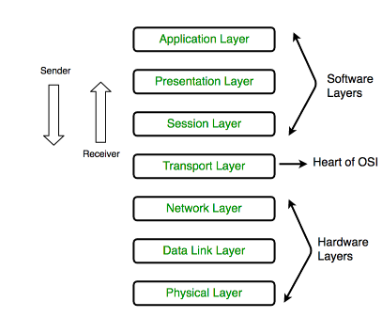 Application Layer
Presentation Layer
Session Layer
Transport Layer
Network Layer
Data Link Layer
Physical Layer
Sender
Receiver
Software
Layers
Heart of OSI
Hardware
Layers